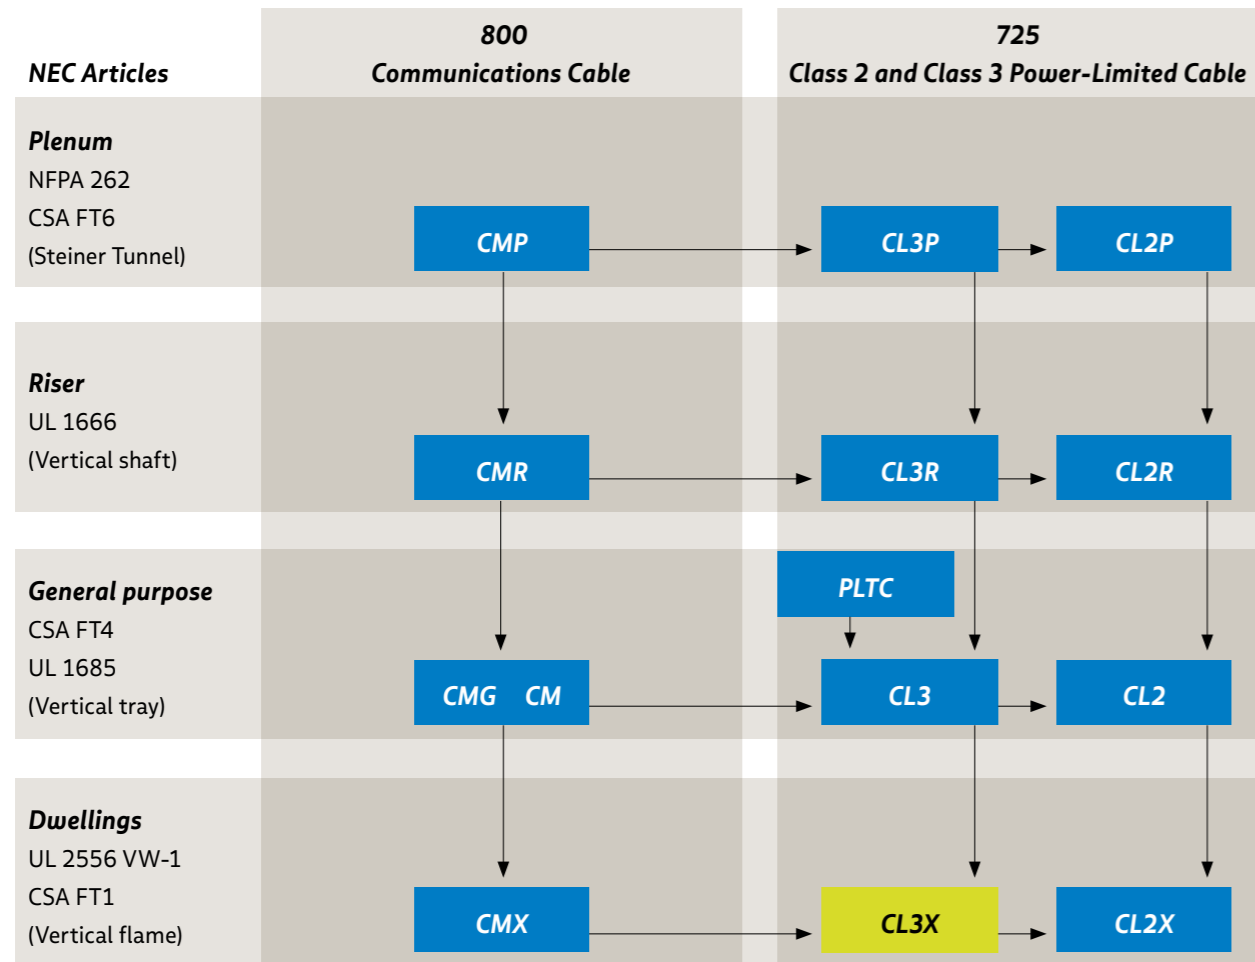 NEC Articles
800
Communications Cable
725
Class 2 and Class 3 Power-Limited Cable
Plenum
NFPA 262
CSA FT6
(Steiner Tunnel)
CMP
CL3P
CL2P
Riser
UL 1666
(Vertical shaft)
CMR
CL3R
CL2R
General purpose
CSA FT4
UL 1685
(Vertical tray)
PLTC
CMG CM
CL3
CL2
Dwellings
UL 2556 VW-1
CSA FT1
(Vertical flame)
CMX
CL3X
CL2X